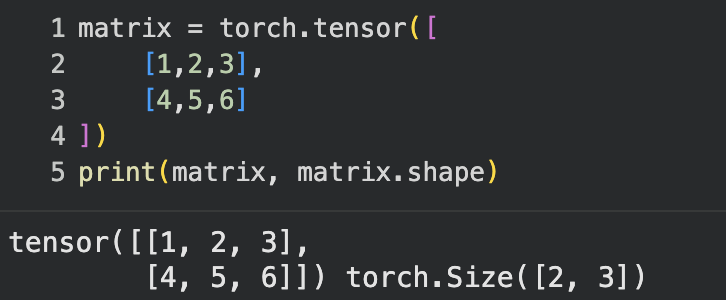 1 matrix = torch.tensor([
2     [1,2,3],
3     [4,5,6]
4 ])
5 print(matrix, matrix.shape)
tensor([[1, 2, 3],
        [4, 5, 6]]) torch.Size([2, 3])